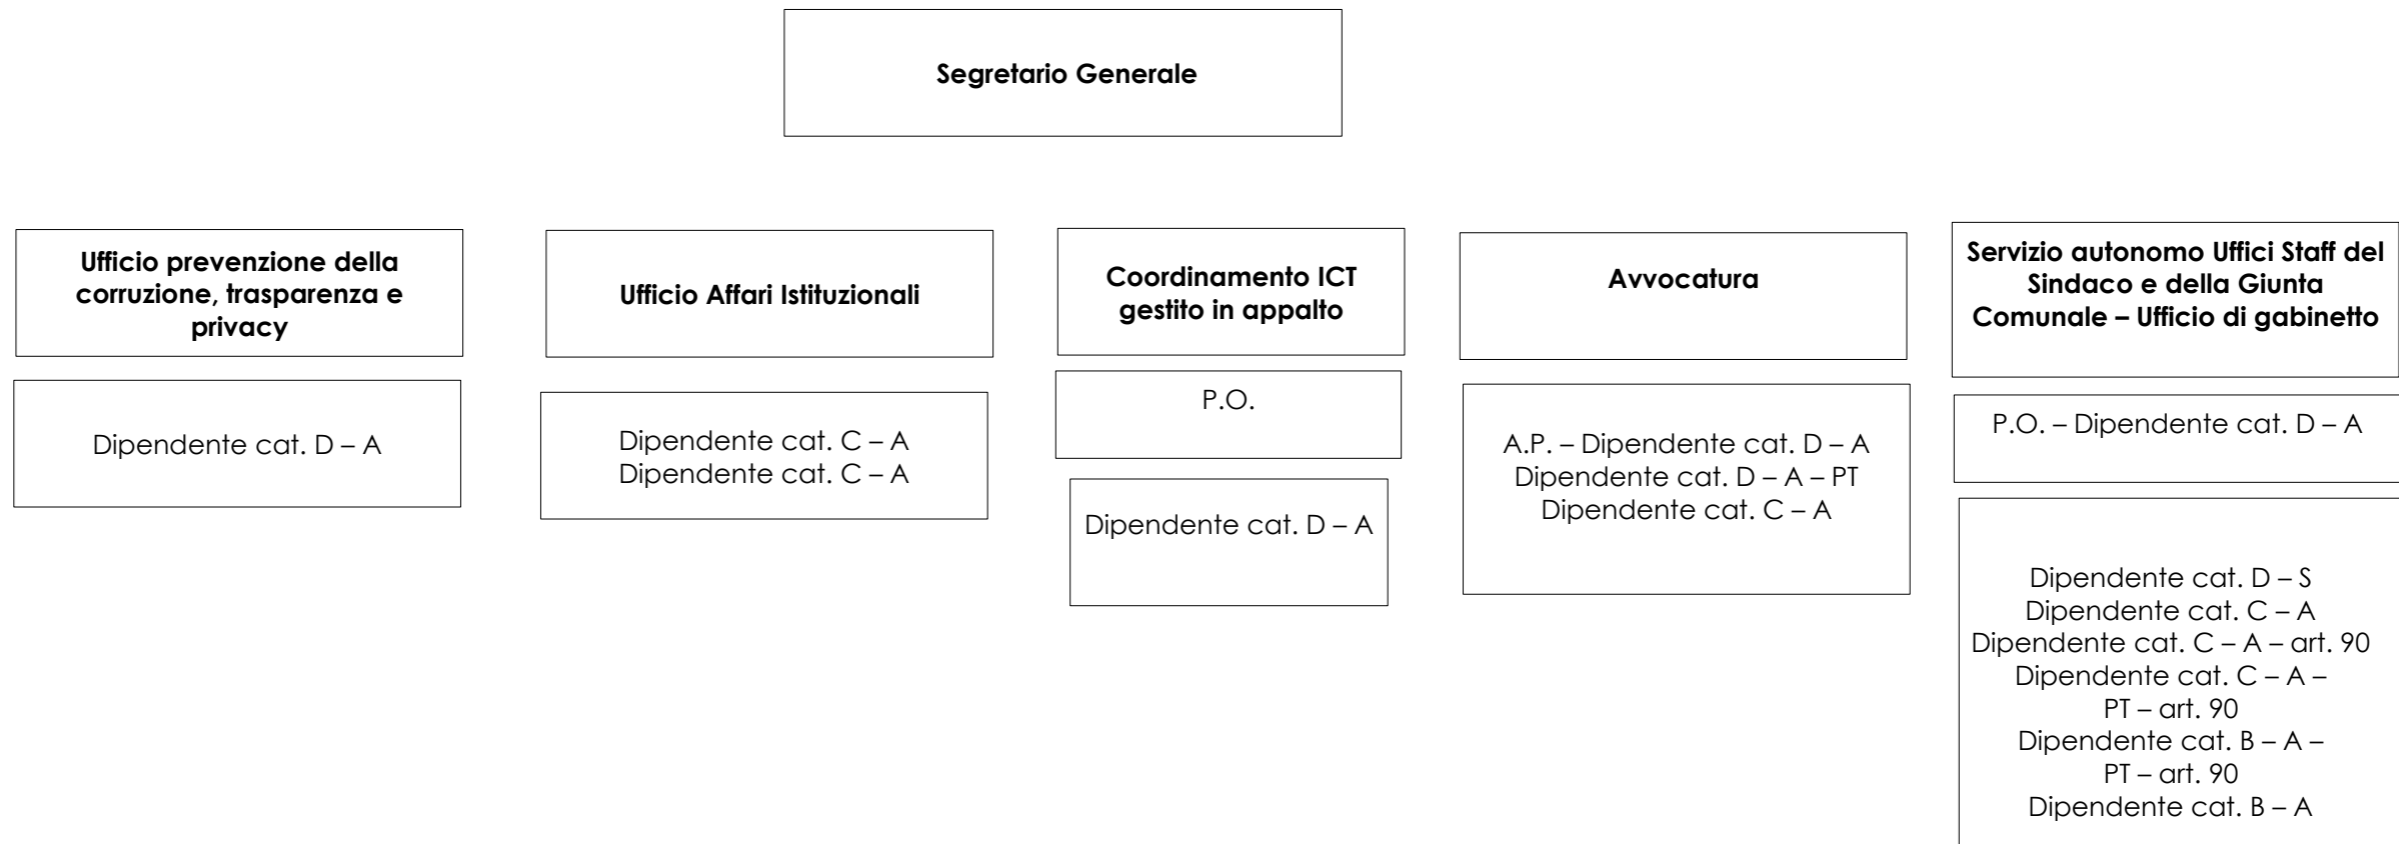 Segretario Generale
Ufficio prevenzione della
corruzione, trasparenza e
privacy
Dipendente cat. D – A
Ufficio Affari Istituzionali
Dipendente cat. C – A
Dipendente cat. C – A
Coordinamento ICT
gestito in appalto
P.O.
Dipendente cat. D – A
Avvocatura
A.P. – Dipendente cat. D – A
Dipendente cat. D – A – PT
Dipendente cat. C – A
Servizio autonomo Uffici Staff del
Sindaco e della Giunta
Comunale – Ufficio di gabinetto
P.O. – Dipendente cat. D – A
Dipendente cat. D – S
Dipendente cat. C – A
Dipendente cat. C – A – art. 90
Dipendente cat. C – A –
PT – art. 90
Dipendente cat. B – A –
PT – art. 90
Dipendente cat. B – A